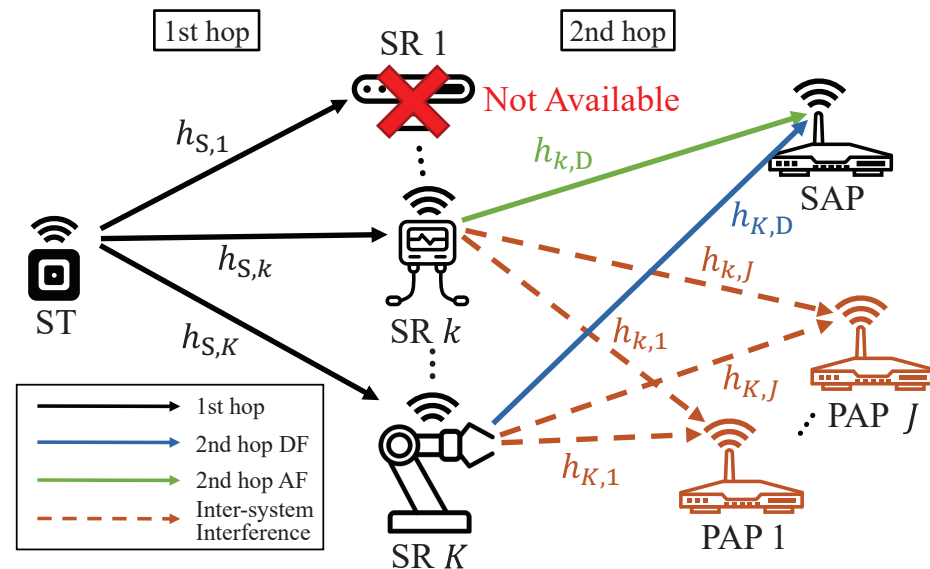 1st hop
2nd hop
SR 1
Not Available
SAP
ST
SR k
SR K
PAP J
PAP 1
h_{S,1}
h_{S,k}
h_{S,K}
h_{k,D}
h_{K,D}
h_{k,J}
h_{k,1}
h_{K,J}
h_{K,1}
1st hop
2nd hop DF
2nd hop AF
Inter-system
Interference